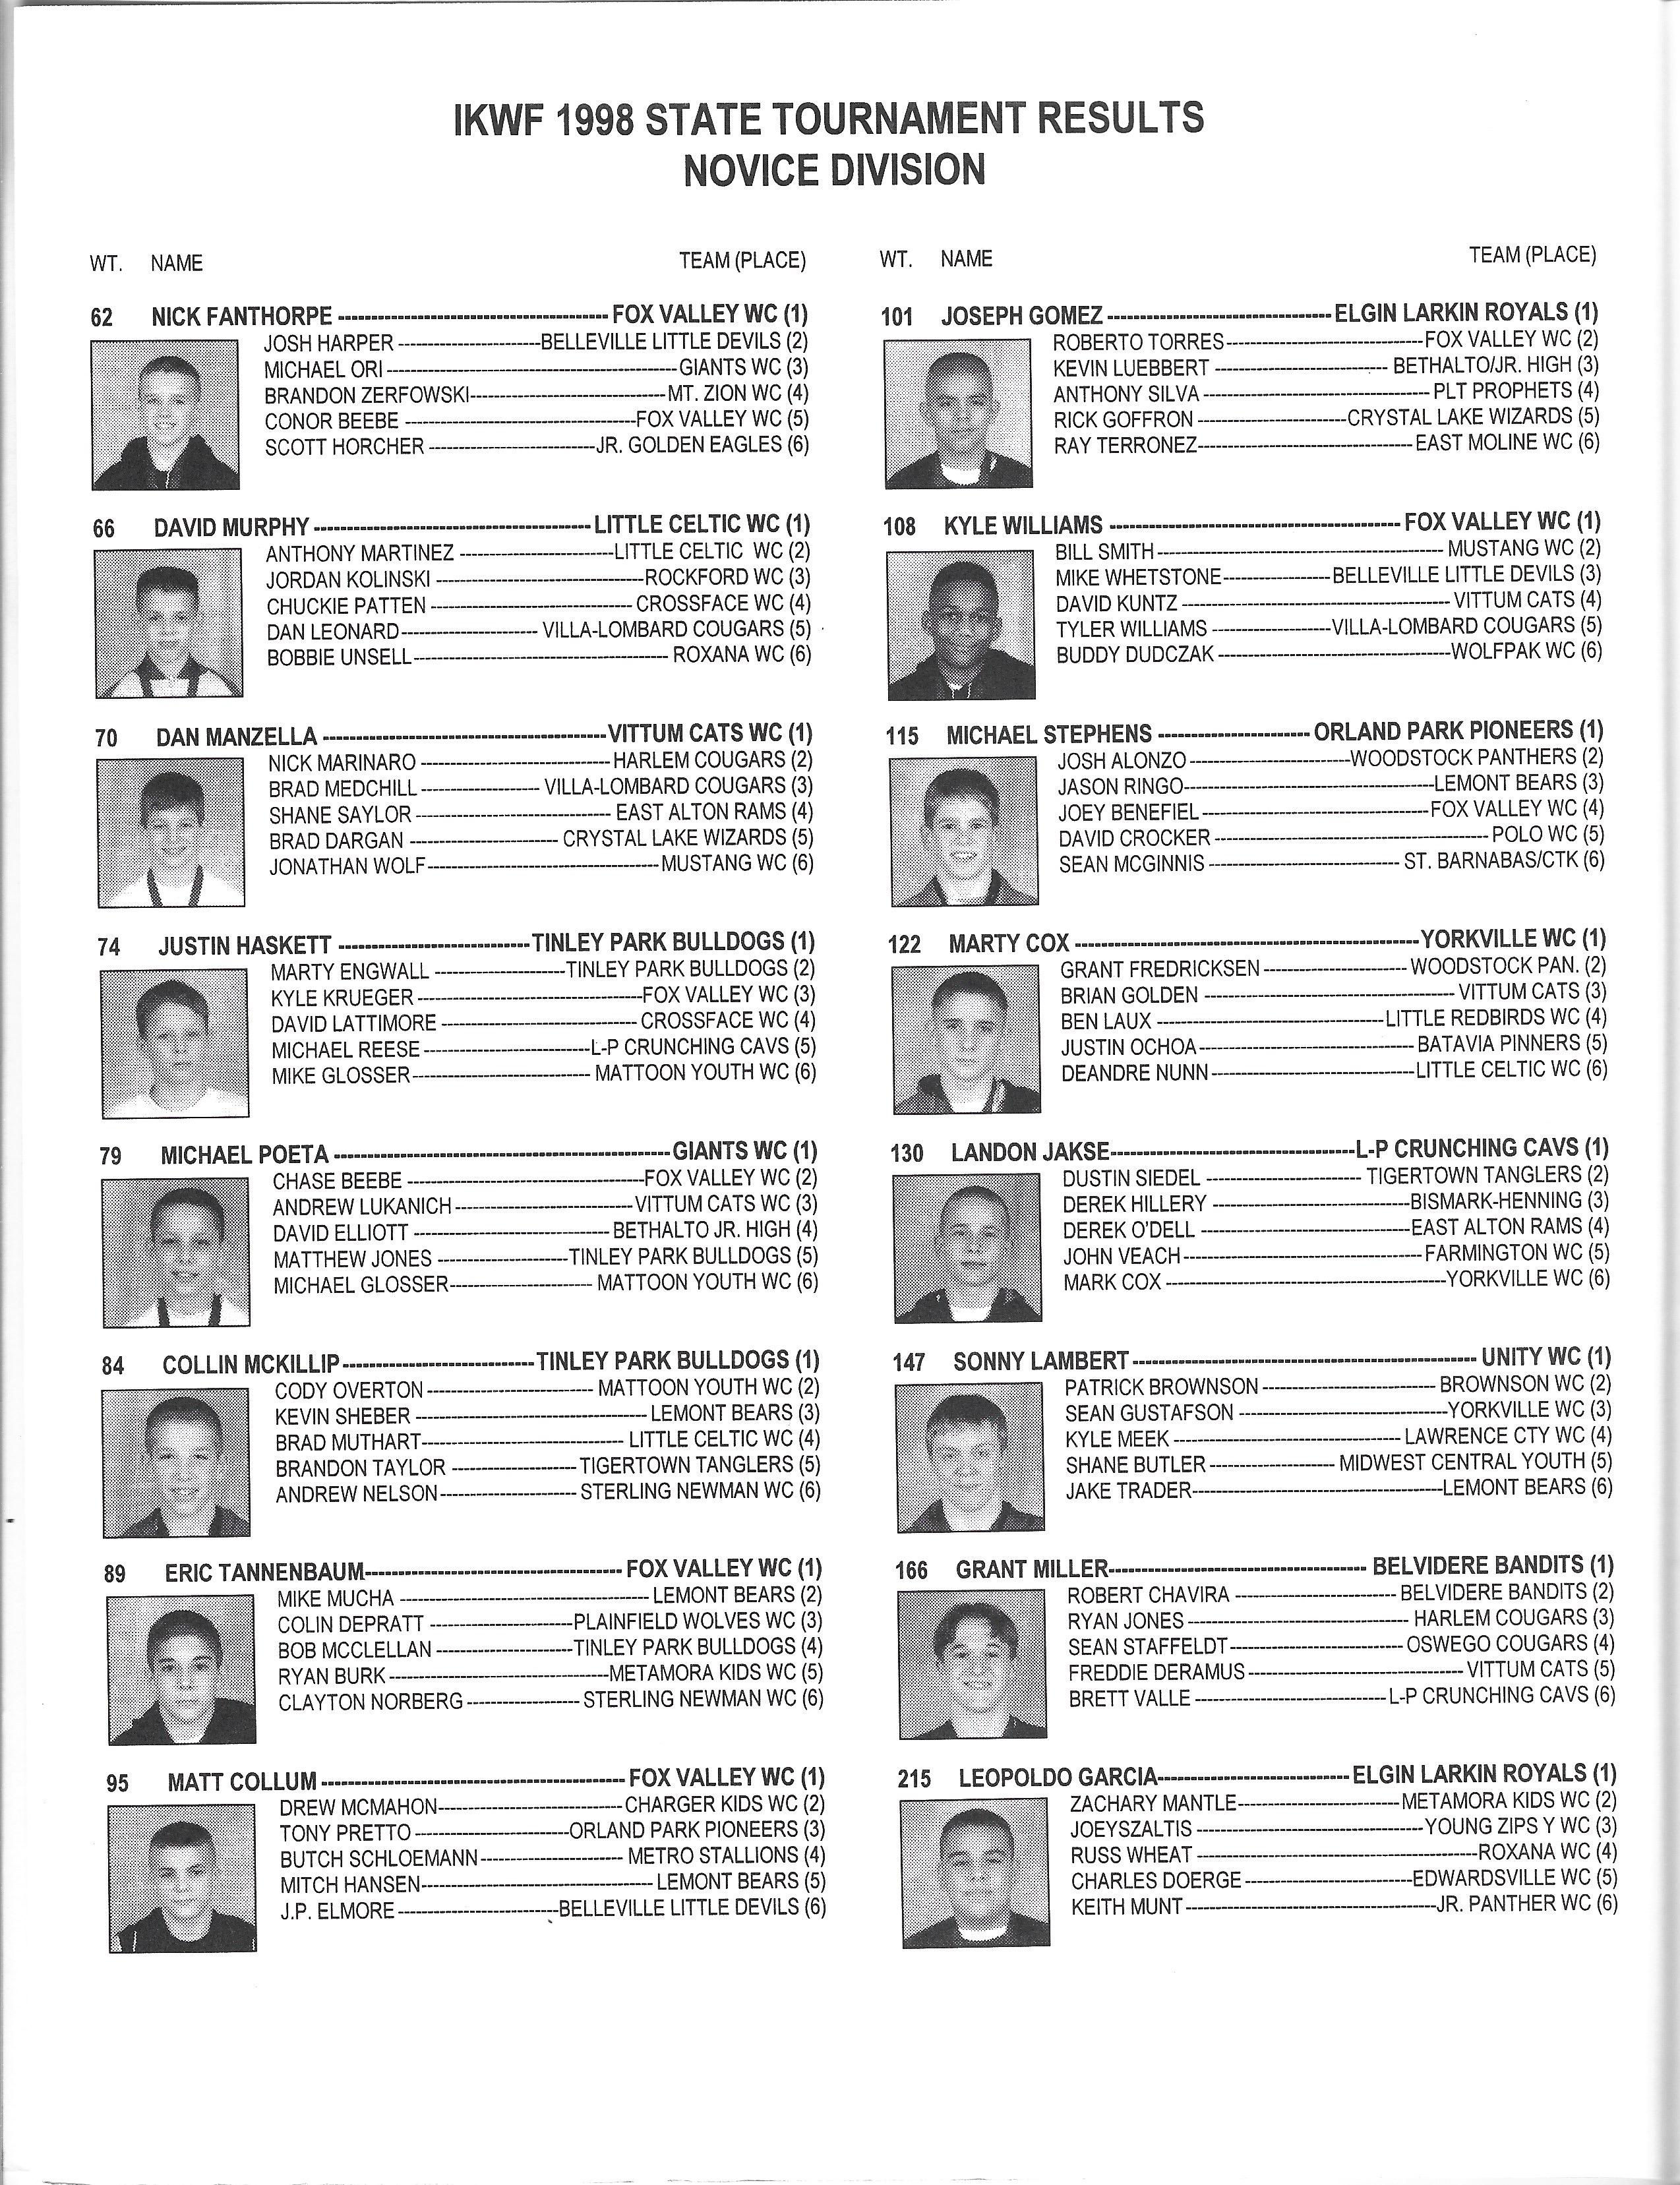 IKWF 1998 STATE TOURNAMENT RESULTS
NOVICE DIVISION
WT. NAME TEAM (PLACE)
62 NICK FANTHORPE ---------- FOX VALLEY WC (1)
JOSH HARPER ---------- BELLEVILLE LITTLE DEVILS (2)
MICHAEL ORI ---------- GIANTS WC (3)
BRANDON ZERFOWSKI ---------- MT. ZION WC (4)
CONOR BEEBE ---------- FOX VALLEY WC (5)
SCOTT HORCHER ---------- JR. GOLDEN EAGLES (6)
66 DAVID MURPHY ---------- LITTLE CELTIC WC (1)
ANTHONY MARTINEZ ---------- LITTLE CELTIC WC (2)
JORDAN KOLINSKI ---------- ROCKFORD WC (3)
CHUCKIE PATTEN ---------- CROSSFACE WC (4)
DAN LEONARD ---------- VILLA-LOMBARD COUGARS (5)
BOBBIE UNSELL ---------- ROXANA WC (6)
70 DAN MANZELLA ---------- VITTUM CATS WC (1)
NICK MARINARO ---------- HARLEM COUGARS (2)
BRAD MEDCHILL ---------- VILLA-LOMBARD COUGARS (3)
SHANE SAYLOR ---------- EAST ALTON RAMS (4)
BRAD DARGAN ---------- CRYSTAL LAKE WIZARDS (5)
JONATHAN WOLF ---------- MUSTANG WC (6)
74 JUSTIN HASKETT ---------- TINLEY PARK BULLDOGS (1)
MARTY ENGWALL ---------- TINLEY PARK BULLDOGS (2)
KYLE KRUEGER ---------- FOX VALLEY WC (3)
DAVID LATTIMORE ---------- CROSSFACE WC (4)
MICHAEL REESE ---------- L-P CRUNCHING CAVS (5)
MIKE GLOSSER ---------- MATTOON YOUTH WC (6)
79 MICHAEL POETA ---------- GIANTS WC (1)
CHASE BEEBE ---------- FOX VALLEY WC (2)
ANDREW LUKANICH ---------- VITTUM CATS WC (3)
DAVID ELLIOTT ---------- BETHALTO JR. HIGH (4)
MATTHEW JONES ---------- TINLEY PARK BULLDOGS (5)
MICHAEL GLOSSER ---------- MATTOON YOUTH WC (6)
84 COLLIN MCKILLIP ---------- TINLEY PARK BULLDOGS (1)
CODY OVERTON ---------- MATTOON YOUTH WC (2)
KEVIN SHEBER ---------- LEMONT BEARS (3)
BRAD MUTHART ---------- LITTLE CELTIC WC (4)
BRANDON TAYLOR ---------- TIGERTOWN TANGLERS (5)
ANDREW NELSON ---------- STERLING NEWMAN WC (6)
89 ERIC TANNENBAUM ---------- FOX VALLEY WC (1)
MIKE MUCHA ---------- LEMONT BEARS (2)
COLIN DEPRATT ---------- PLAINFIELD WOLVES WC (3)
BOB MCCLELLAN ---------- TINLEY PARK BULLDOGS (4)
RYAN BURK ---------- METAMORA KIDS WC (5)
CLAYTON NORBERG ---------- STERLING NEWMAN WC (6)
95 MATT COLLUM ---------- FOX VALLEY WC (1)
DREW MCMAHON ---------- CHARGER KIDS WC (2)
TONY PRETTO ---------- ORLAND PARK PIONEERS (3)
BUTCH SCHLOEMANN ---------- METRO STALLIONS (4)
MITCH HANSEN ---------- LEMONT BEARS (5)
J.P. ELMORE ---------- BELLEVILLE LITTLE DEVILS (6)
WT. NAME TEAM (PLACE)
101 JOSEPH GOMEZ ---------- ELGIN LARKIN ROYALS (1)
ROBERTO TORRES ---------- FOX VALLEY WC (2)
KEVIN LUEBBERT ---------- BETHALTO/JR. HIGH (3)
ANTHONY SILVA ---------- PLT PROPHETS (4)
RICK GOFFRON ---------- CRYSTAL LAKE WIZARDS (5)
RAY TERRONEZ ---------- EAST MOLINE WC (6)
108 KYLE WILLIAMS ---------- FOX VALLEY WC (1)
BILL SMITH ---------- MUSTANG WC (2)
MIKE WHETSTONE ---------- BELLEVILLE LITTLE DEVILS (3)
DAVID KUNTZ ---------- VITTUM CATS (4)
TYLER WILLIAMS ---------- VILLA-LOMBARD COUGARS (5)
BUDDY DUDCZAK ---------- WOLFPAK WC (6)
115 MICHAEL STEPHENS ---------- ORLAND PARK PIONEERS (1)
JOSH ALONZO ---------- WOODSTOCK PANTHERS (2)
JASON RINGO ---------- LEMONT BEARS (3)
JOEY BENEFIEL ---------- FOX VALLEY WC (4)
DAVID CROCKER ---------- POLO WC (5)
SEAN MCGINNIS ---------- ST. BARNABAS/CTK (6)
122 MARTY COX ---------- YORKVILLE WC (1)
GRANT FREDRICKSEN ---------- WOODSTOCK PAN. (2)
BRIAN GOLDEN ---------- VITTUM CATS (3)
BEN LAUX ---------- LITTLE REDBIRDS WC (4)
JUSTIN OCHOA ---------- BATAVIA PINNERS (5)
DEANDRE NUNN ---------- LITTLE CELTIC WC (6)
130 LANDON JAKSE ---------- L-P CRUNCHING CAVS (1)
DUSTIN SIEDEL ---------- TIGERTOWN TANGLERS (2)
DEREK HILLERY ---------- BISMARK-HENNING (3)
DEREK O'DELL ---------- EAST ALTON RAMS (4)
JOHN VEACH ---------- FARMINGTON WC (5)
MARK COX ---------- YORKVILLE WC (6)
147 SONNY LAMBERT ---------- UNITY WC (1)
PATRICK BROWNSON ---------- BROWNSON WC (2)
SEAN GUSTAFSON ---------- YORKVILLE WC (3)
KYLE MEEK ---------- LAWRENCE CTY WC (4)
SHANE BUTLER ---------- MIDWEST CENTRAL YOUTH (5)
JAKE TRADER ---------- LEMONT BEARS (6)
166 GRANT MILLER ---------- BELVIDERE BANDITS (1)
ROBERT CHAVIRA ---------- BELVIDERE BANDITS (2)
RYAN JONES ---------- HARLEM COUGARS (3)
SEAN STAFFELDT ---------- OSWEGO COUGARS (4)
FREDDIE DERAMUS ---------- VITTUM CATS (5)
BRETT VALLE ---------- L-P CRUNCHING CAVS (6)
215 LEOPOLDO GARCIA ---------- ELGIN LARKIN ROYALS (1)
ZACHARY MANTLE ---------- METAMORA KIDS WC (2)
JOEYSZALTIS ---------- YOUNG ZIPS Y WC (3)
RUSS WHEAT ---------- ROXANA WC (4)
CHARLES DOERGE ---------- EDWARDSVILLE WC (5)
KEITH MUNT ---------- JR. PANTHER WC (6)